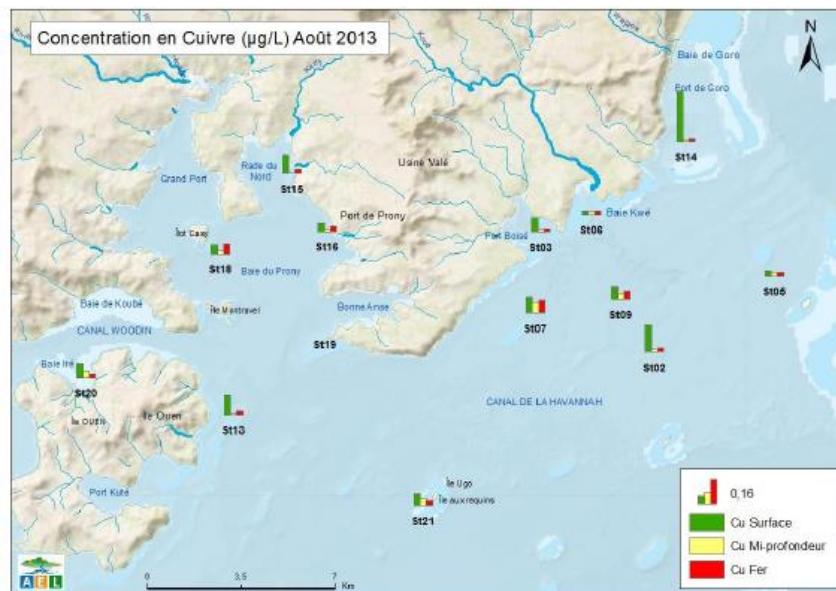 Concentration en Cuivre (µg/L) Août 2013
Baie de Goro
Port de Goro
St14
Grand Port
Rade du
Nord
St15
Usine Vale
Port de Prony
St16
Îlot Casy
St18
Baie du Prony
Port Boisé
St03
St06
Baie Kwé
St05
Baie de Koubé
Île Montravel
Bonne Anse
St07
St09
CANAL WOODIN
St19
St02
Baie Iré
St20
CANAL DE LA HAVANNAH
Île OUEN
Île Ouen
St13
Port Kuté
Île Ugo
Île aux requins
St21
0,16
Cu Surface
Cu Mi-profondeur
Cu Fer
AEL
0 3,5 7
Km
N